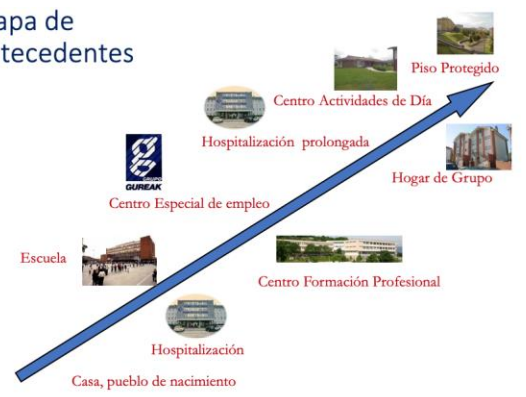 apa de
tecedentes
Piso Protegido
Centro Actividades de Día
Hospitalización prolongada
Hogar de Grupo
GRUPO
GUREAK
Centro Especial de empleo
Escuela
Centro Formación Profesional
Hospitalización
Casa, pueblo de nacimiento